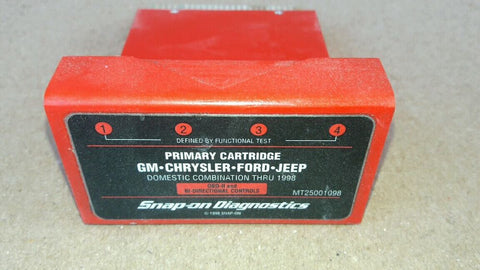 1 2 3 4
DEFINED BY FUNCTIONAL TEST
PRIMARY CARTRIDGE
GM•CHRYSLER•FORD•JEEP
DOMESTIC COMBINATION THRU 1998
OBD-II and
BI-DIRECTIONAL CONTROLS
MT25001098
Snap-on Diagnostics
© 1998 SNAP-ON